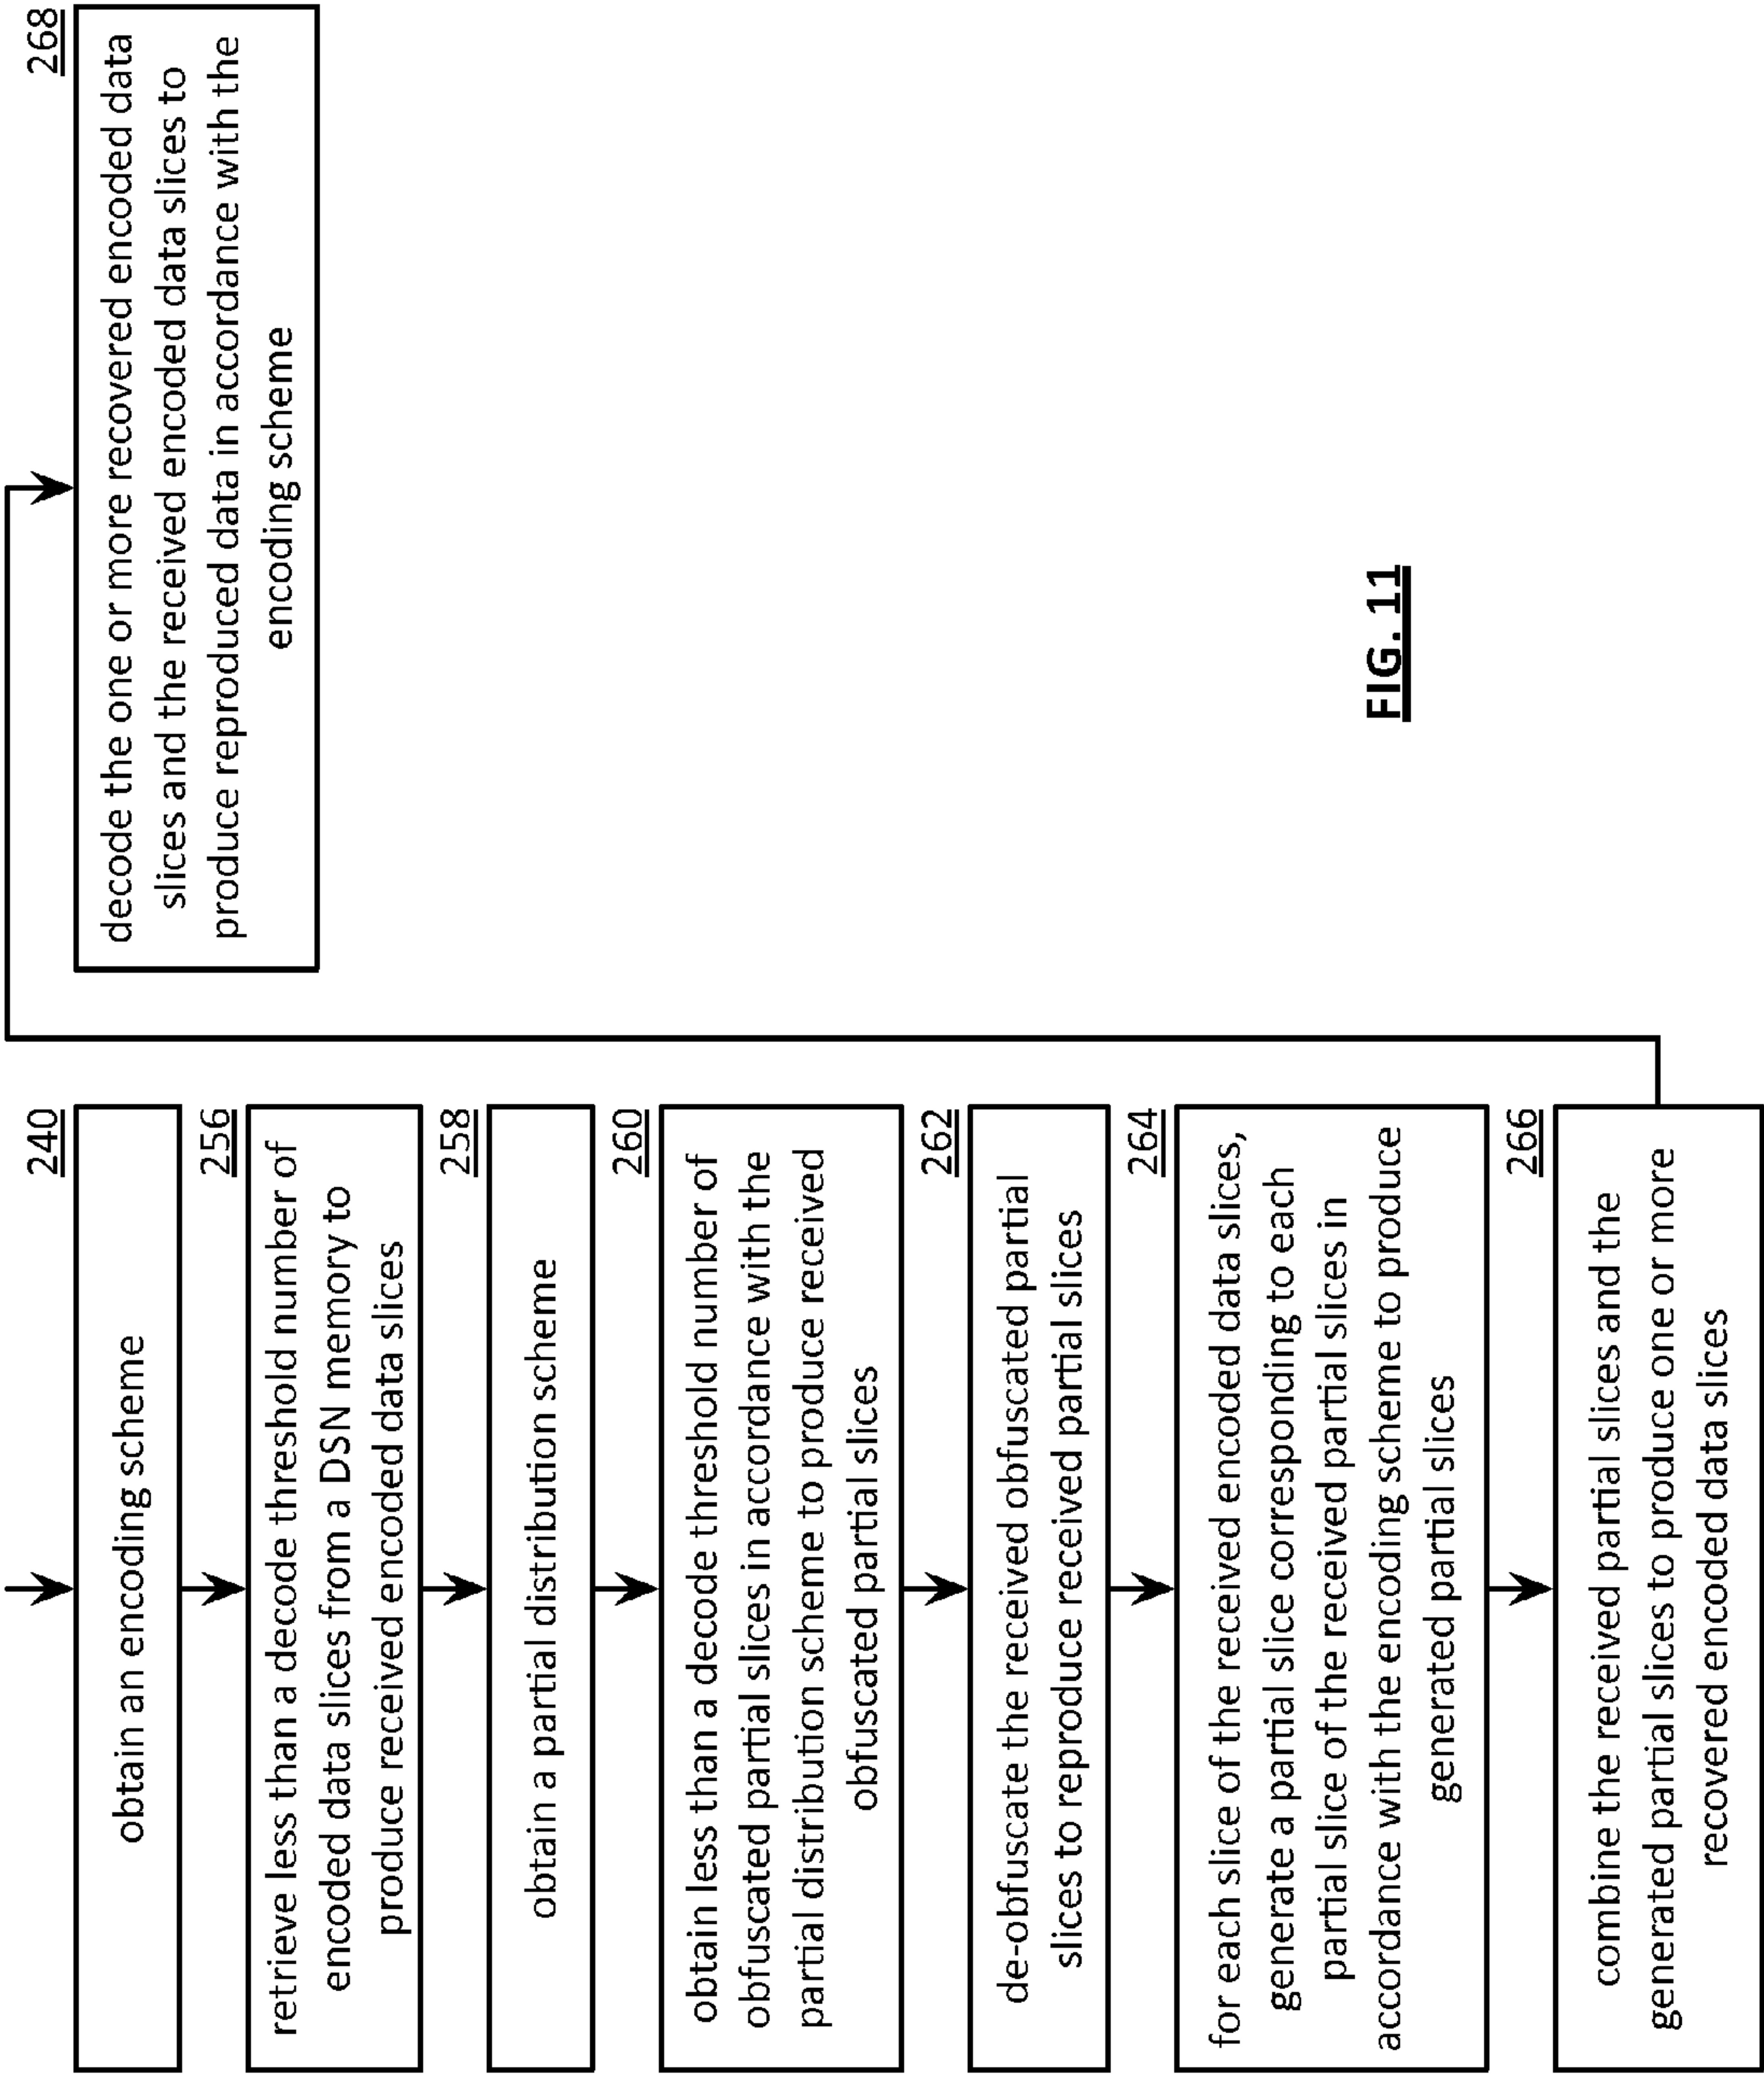 240
obtain an encoding scheme
256
retrieve less than a decode threshold number of
encoded data slices from a DSN memory to
produce received encoded data slices
258
obtain a partial distribution scheme
260
obtain less than a decode threshold number of
obfuscated partial slices in accordance with the
partial distribution scheme to produce received
obfuscated partial slices
262
de-obfuscate the received obfuscated partial
slices to reproduce received partial slices
264
for each slice of the received encoded data slices,
generate a partial slice corresponding to each
partial slice of the received partial slices in
accordance with the encoding scheme to produce
generated partial slices
266
combine the received partial slices and the
generated partial slices to produce one or more
recovered encoded data slices
268
decode the one or more recovered encoded data
slices and the received encoded data slices to
produce reproduced data in accordance with the
encoding scheme
FIG. 11